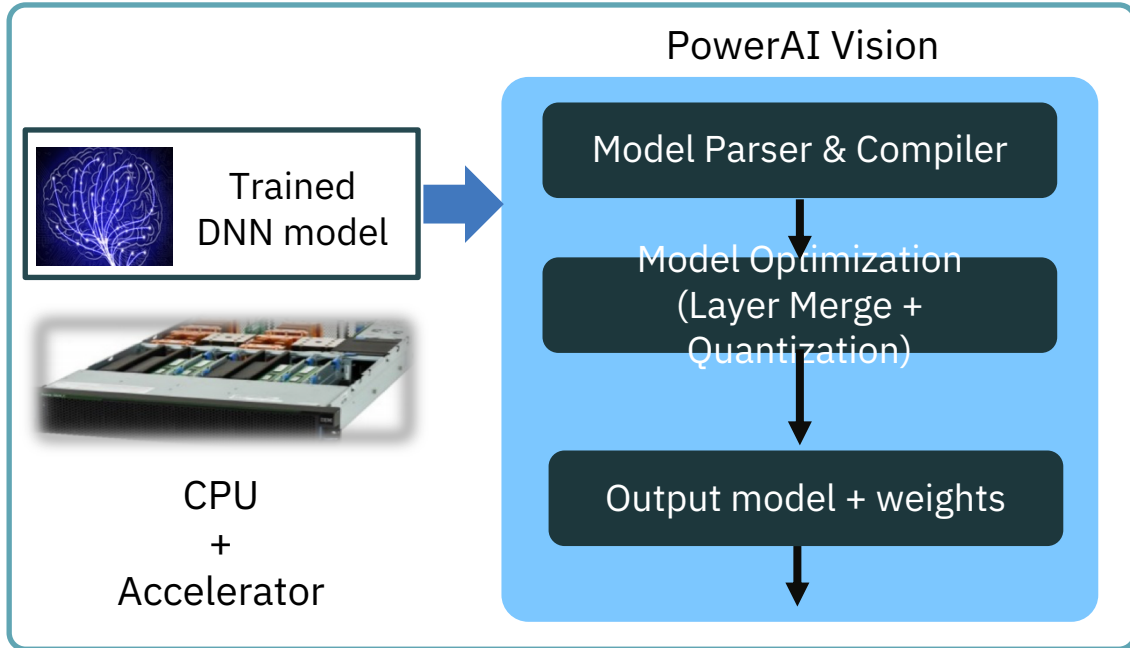 PowerAI Vision
Trained
DNN model
Model Parser & Compiler
Model Optimization
(Layer Merge +
Quantization)
Output model + weights
CPU
+
Accelerator